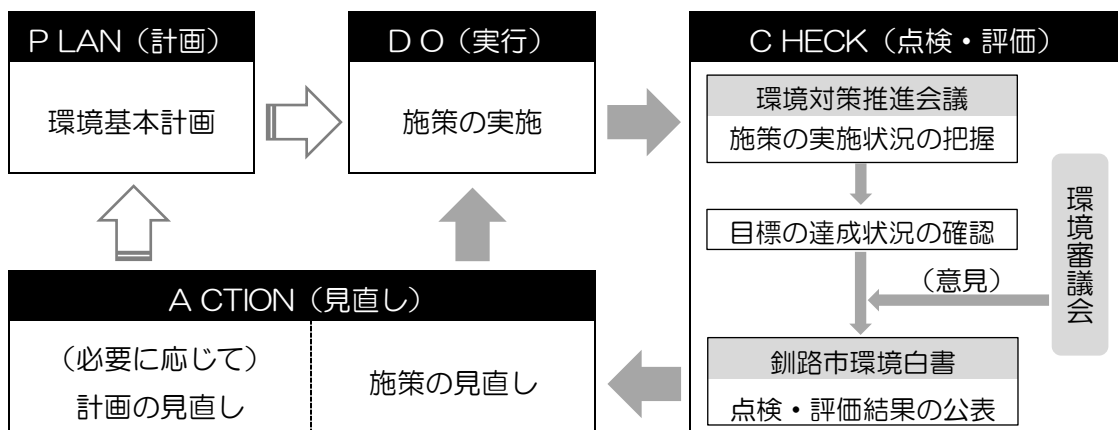 PLAN（計画）
環境基本計画
DO（実行）
施策の実施
CHECK（点検・評価）
環境対策推進会議
施策の実施状況の把握
目標の達成状況の確認
（意見）
環境審議会
釧路市環境白書
点検・評価結果の公表
ACTION（見直し）
（必要に応じて）
計画の見直し
施策の見直し